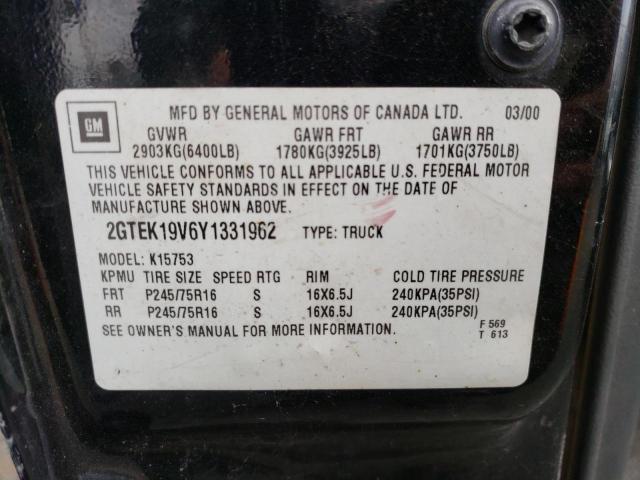 MFD BY GENERAL MOTORS OF CANADA LTD. 03/00
GM
GVWR GAWR FRT GAWR RR
2903KG(6400LB) 1780KG(3925LB) 1701KG(3750LB)
THIS VEHICLE CONFORMS TO ALL APPLICABLE U.S. FEDERAL MOTOR
VEHICLE SAFETY STANDARDS IN EFFECT ON THE DATE OF
MANUFACTURE SHOWN ABOVE.
2GTEK19V6Y1331962 TYPE: TRUCK
MODEL: K15753
KPMU TIRE SIZE SPEED RTG RIM COLD TIRE PRESSURE
FRT P245/75R16 S 16X6.5J 240KPA(35PSI)
RR P245/75R16 S 16X6.5J 240KPA(35PSI)
SEE OWNER'S MANUAL FOR MORE INFORMATION.
F 569
T 613